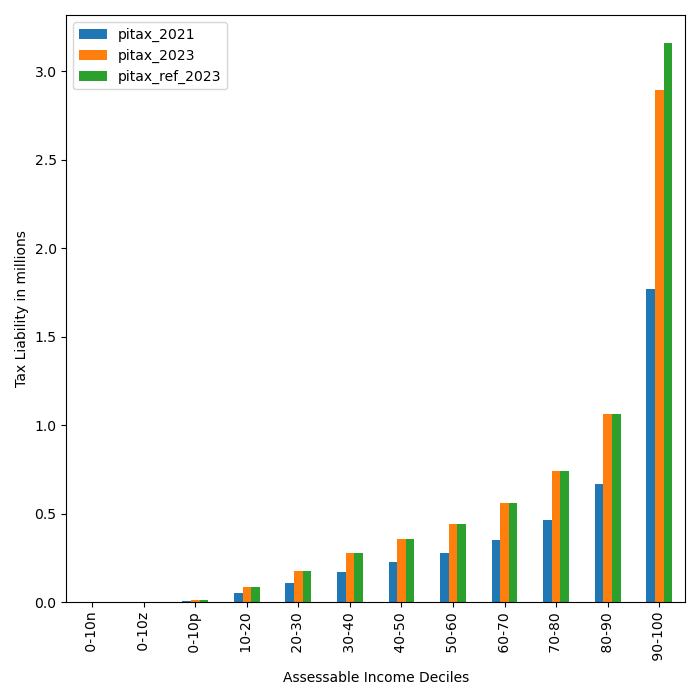 pitax_2021
pitax_2023
pitax_ref_2023
Tax Liability in millions
3.0
2.5
2.0
1.5
1.0
0.5
0.0
0-10n
0-10z
0-10p
10-20
20-30
30-40
40-50
50-60
60-70
70-80
80-90
90-100
Assessable Income Deciles